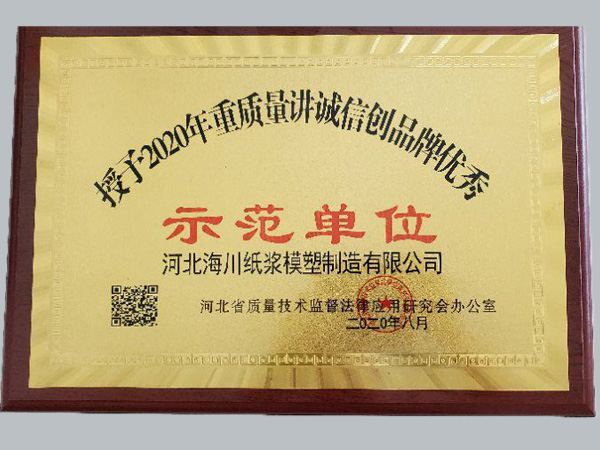 授予2020年重质量讲诚信创品牌优秀
示范单位
河北海川纸浆模塑制造有限公司
河北省质量技术监督法律应用研究会办公室
二〇二〇年八月